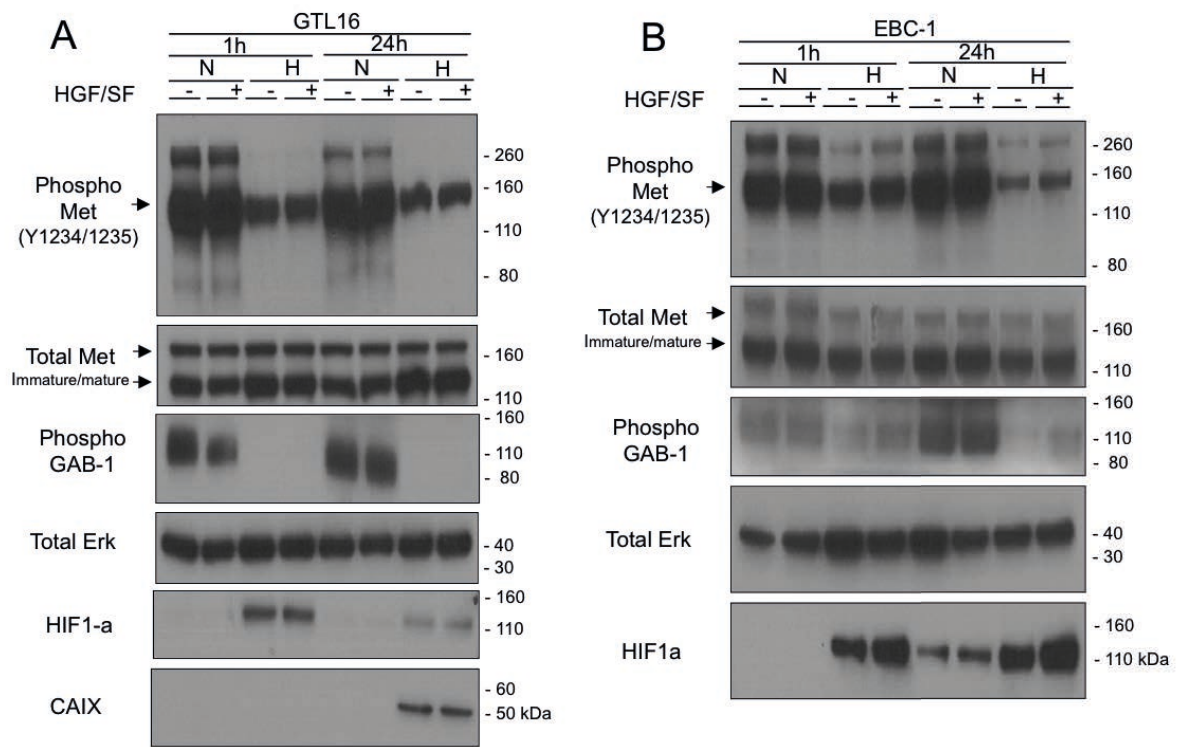 A
GTL16
1h 24h
N H N H
HGF/SF - + - + - + - +
Phospho
Met
(Y1234/1235)
- 260
- 160
- 110
- 80
Total Met
Immature/mature
- 160
- 110
Phospho
GAB-1
- 160
- 110
- 80
Total Erk
- 40
- 30
HIF1-a
- 160
- 110
CAIX
- 60
- 50 kDa
B
EBC-1
1h 24h
N H N H
HGF/SF - + - + - + - +
Phospho
Met
(Y1234/1235)
- 260
- 160
- 110
- 80
Total Met
Immature/mature
- 160
- 110
Phospho
GAB-1
- 160
- 110
- 80
Total Erk
- 40
- 30
HIF1a
- 160
- 110 kDa